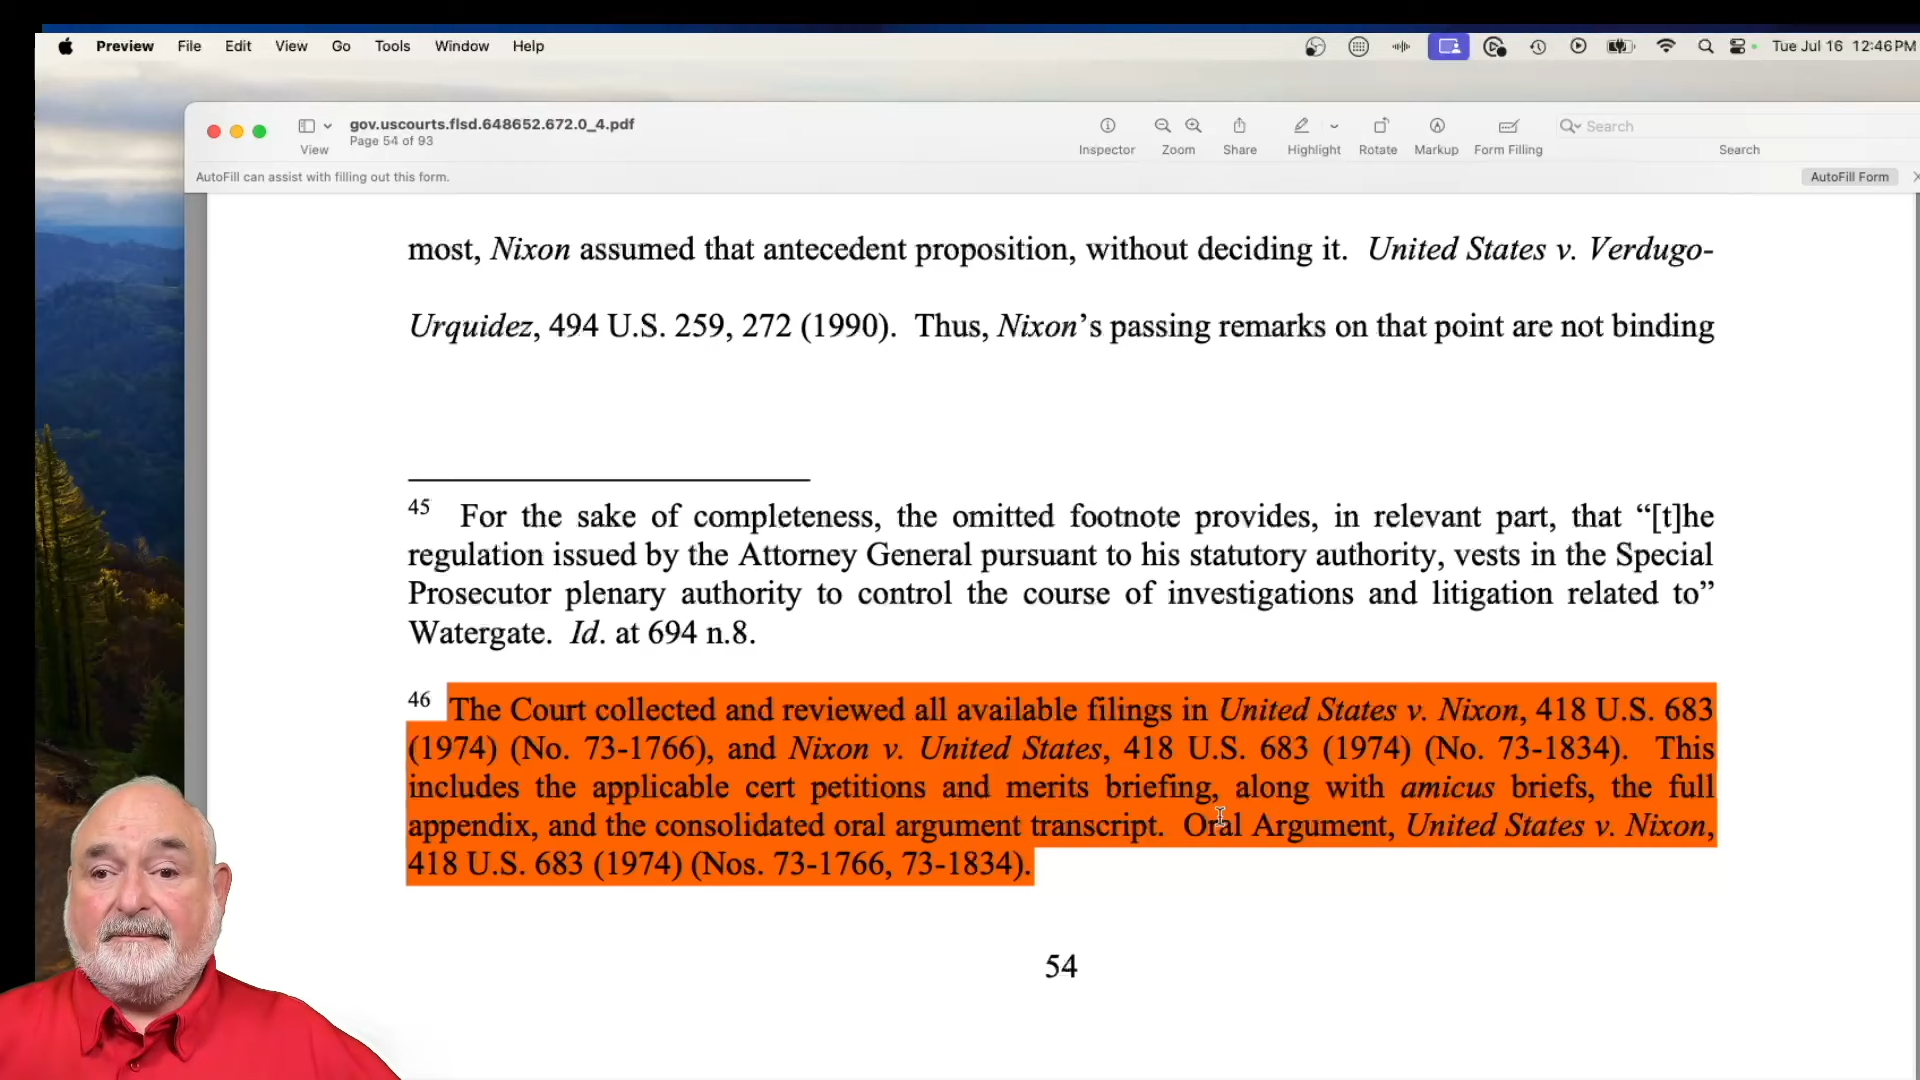 Preview File Edit View Go Tools Window Help Tue Jul 16 12:46 PM
gov.uscourts.flsd.648652.672.0_4.pdf
Page 54 of 93
View Inspector Zoom Share Highlight Rotate Markup Form Filling Search
Search
AutoFill can assist with filling out this form. AutoFill Form
most, Nixon assumed that antecedent proposition, without deciding it. United States v. Verdugo-
Urquidez, 494 U.S. 259, 272 (1990). Thus, Nixon’s passing remarks on that point are not binding
45 For the sake of completeness, the omitted footnote provides, in relevant part, that “[t]he
regulation issued by the Attorney General pursuant to his statutory authority, vests in the Special
Prosecutor plenary authority to control the course of investigations and litigation related to”
Watergate. Id. at 694 n.8.
46 The Court collected and reviewed all available filings in United States v. Nixon, 418 U.S. 683
(1974) (No. 73-1766), and Nixon v. United States, 418 U.S. 683 (1974) (No. 73-1834). This
includes the applicable cert petitions and merits briefing, along with amicus briefs, the full
appendix, and the consolidated oral argument transcript. Oral Argument, United States v. Nixon,
418 U.S. 683 (1974) (Nos. 73-1766, 73-1834).
54